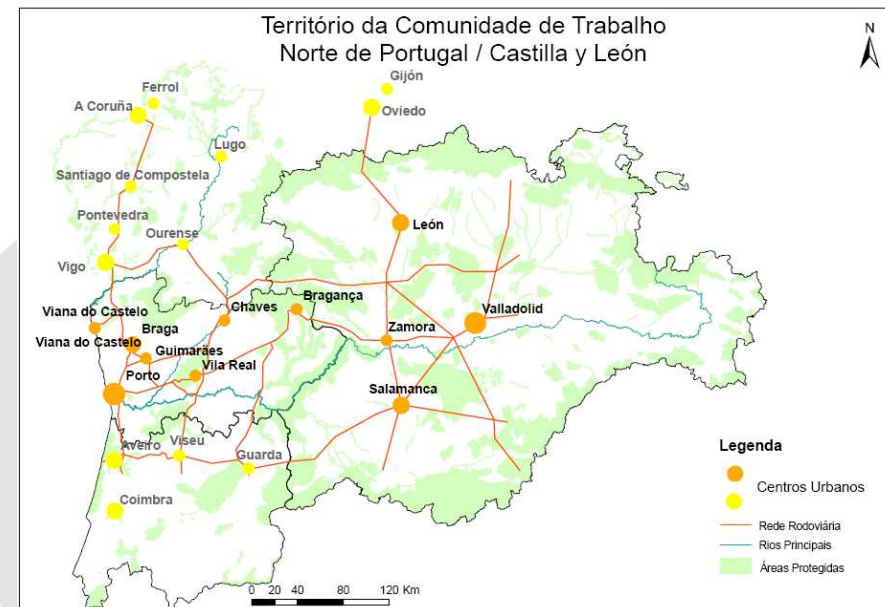 Território da Comunidade de Trabalho
Norte de Portugal / Castilla y León
N
Gijón
Ferrol
A Coruña
Oviedo
Lugo
Santiago de Compostela
Pontevedra
León
Ourense
Vigo
Bragança
Chaves
Viana do Castelo
Valladolid
Braga
Zamora
Viana do Castelo
Guimarães
Vila Real
Porto
Salamanca
Viseu
Aveiro
Guarda
Coimbra
Legenda
Centros Urbanos
Rede Rodoviária
Rios Principais
Áreas Protegidas
0 20 40 80 120 Km